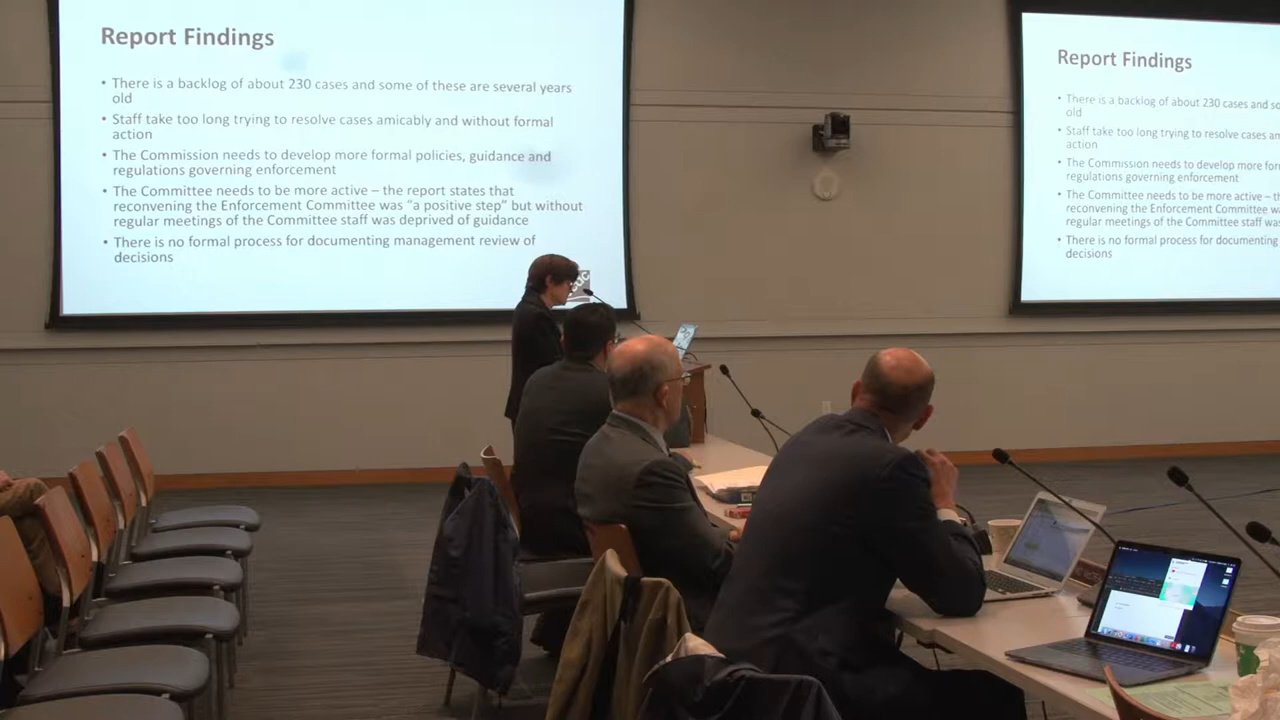 Report Findings
• There is a backlog of about 230 cases and some of these are several years
old
• Staff take too long trying to resolve cases amicably and without formal
action
• The Commission needs to develop more formal policies, guidance and
regulations governing enforcement
• The Committee needs to be more active – the report states that
reconvening the Enforcement Committee was "a positive step" but without
regular meetings of the Committee staff was deprived of guidance
• There is no formal process for documenting management review of
decisions
Report Findings
• There is a backlog of about 230 cases and
old
• Staff take too long trying to resolve cases
action
• The Commission needs to develop more
regulations governing enforcement
• The Committee needs to be more active –
reconvening the Enforcement Committee
regular meetings of the Committee staff
• There is no formal process for documenting
decisions